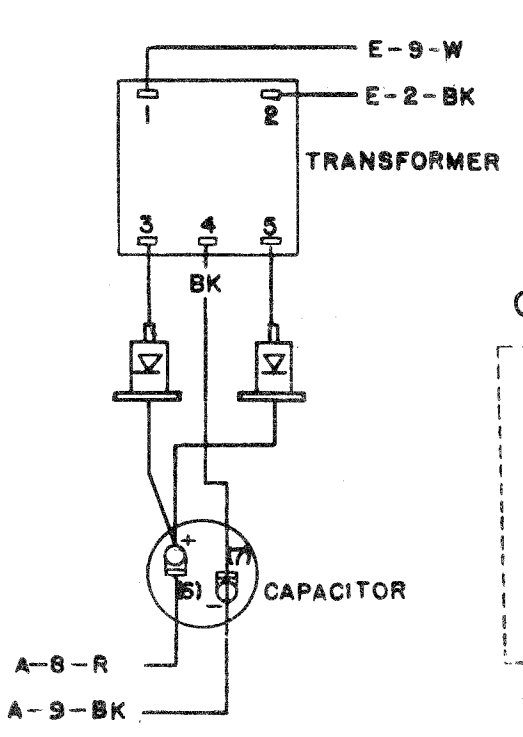 E-9-W
E-2-BK
1
2
TRANSFORMER
3
4
5
BK
+
(7)
(6)
-
CAPACITOR
A-8-R
A-9-BK